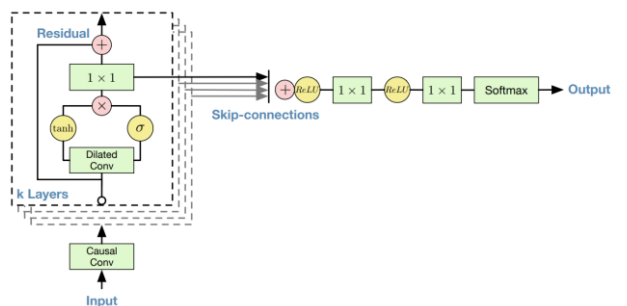 Residual
+
1 × 1
×
tanh
σ
Dilated
Conv
k Layers
Causal
Conv
Input
Skip-connections
+
ReLU
1 × 1
ReLU
1 × 1
Softmax
Output